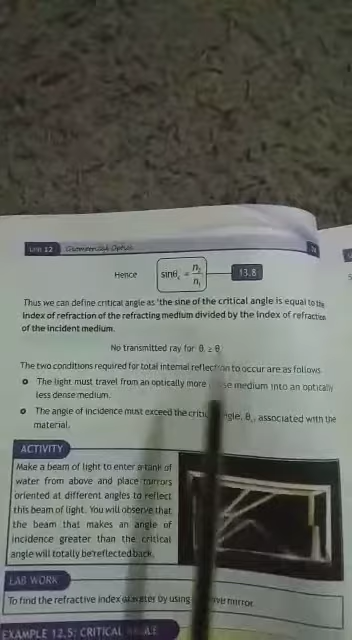 Unit 12 Geometrical Optics
Hence sinθc = n2/n1 13.8
Thus we can define critical angle as 'the sine of the critical angle is equal to the
index of refraction of the refracting medium divided by the index of refraction
of the incident medium.
No transmitted ray for θi ≥ θ
The two conditions required for total internal reflection to occur are as follows
The light must travel from an optically more medium into an optically
less dense medium.
The angle of incidence must exceed the θc, associated with the
material.
ACTIVITY
Make a beam of light to enter a tank of
water from above and place mirrors
oriented at different angles to reflect
this beam of light. You will observe that
the beam that makes an angle of
incidence greater than the critical
angle will totally be reflected back.
LAB WORK
To find the refractive index of water by using mirror.
EXAMPLE 12.5: CRITICAL